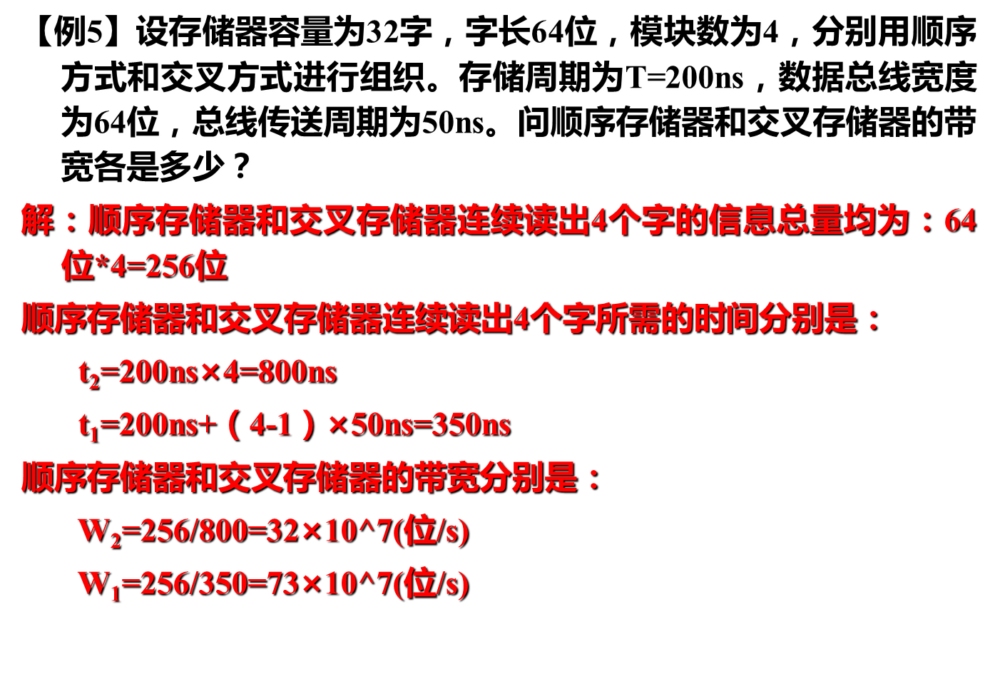 【例5】设存储器容量为32字，字长64位，模块数为4，分别用顺序
方式和交叉方式进行组织。存储周期为T=200ns，数据总线宽度
为64位，总线传送周期为50ns。问顺序存储器和交叉存储器的带
宽各是多少？
解：顺序存储器和交叉存储器连续读出4个字的信息总量均为：64
位*4=256位
顺序存储器和交叉存储器连续读出4个字所需的时间分别是：
t₂=200ns×4=800ns
t₁=200ns+（4-1）×50ns=350ns
顺序存储器和交叉存储器的带宽分别是：
W₂=256/800=32×10^7(位/s)
W₁=256/350=73×10^7(位/s)